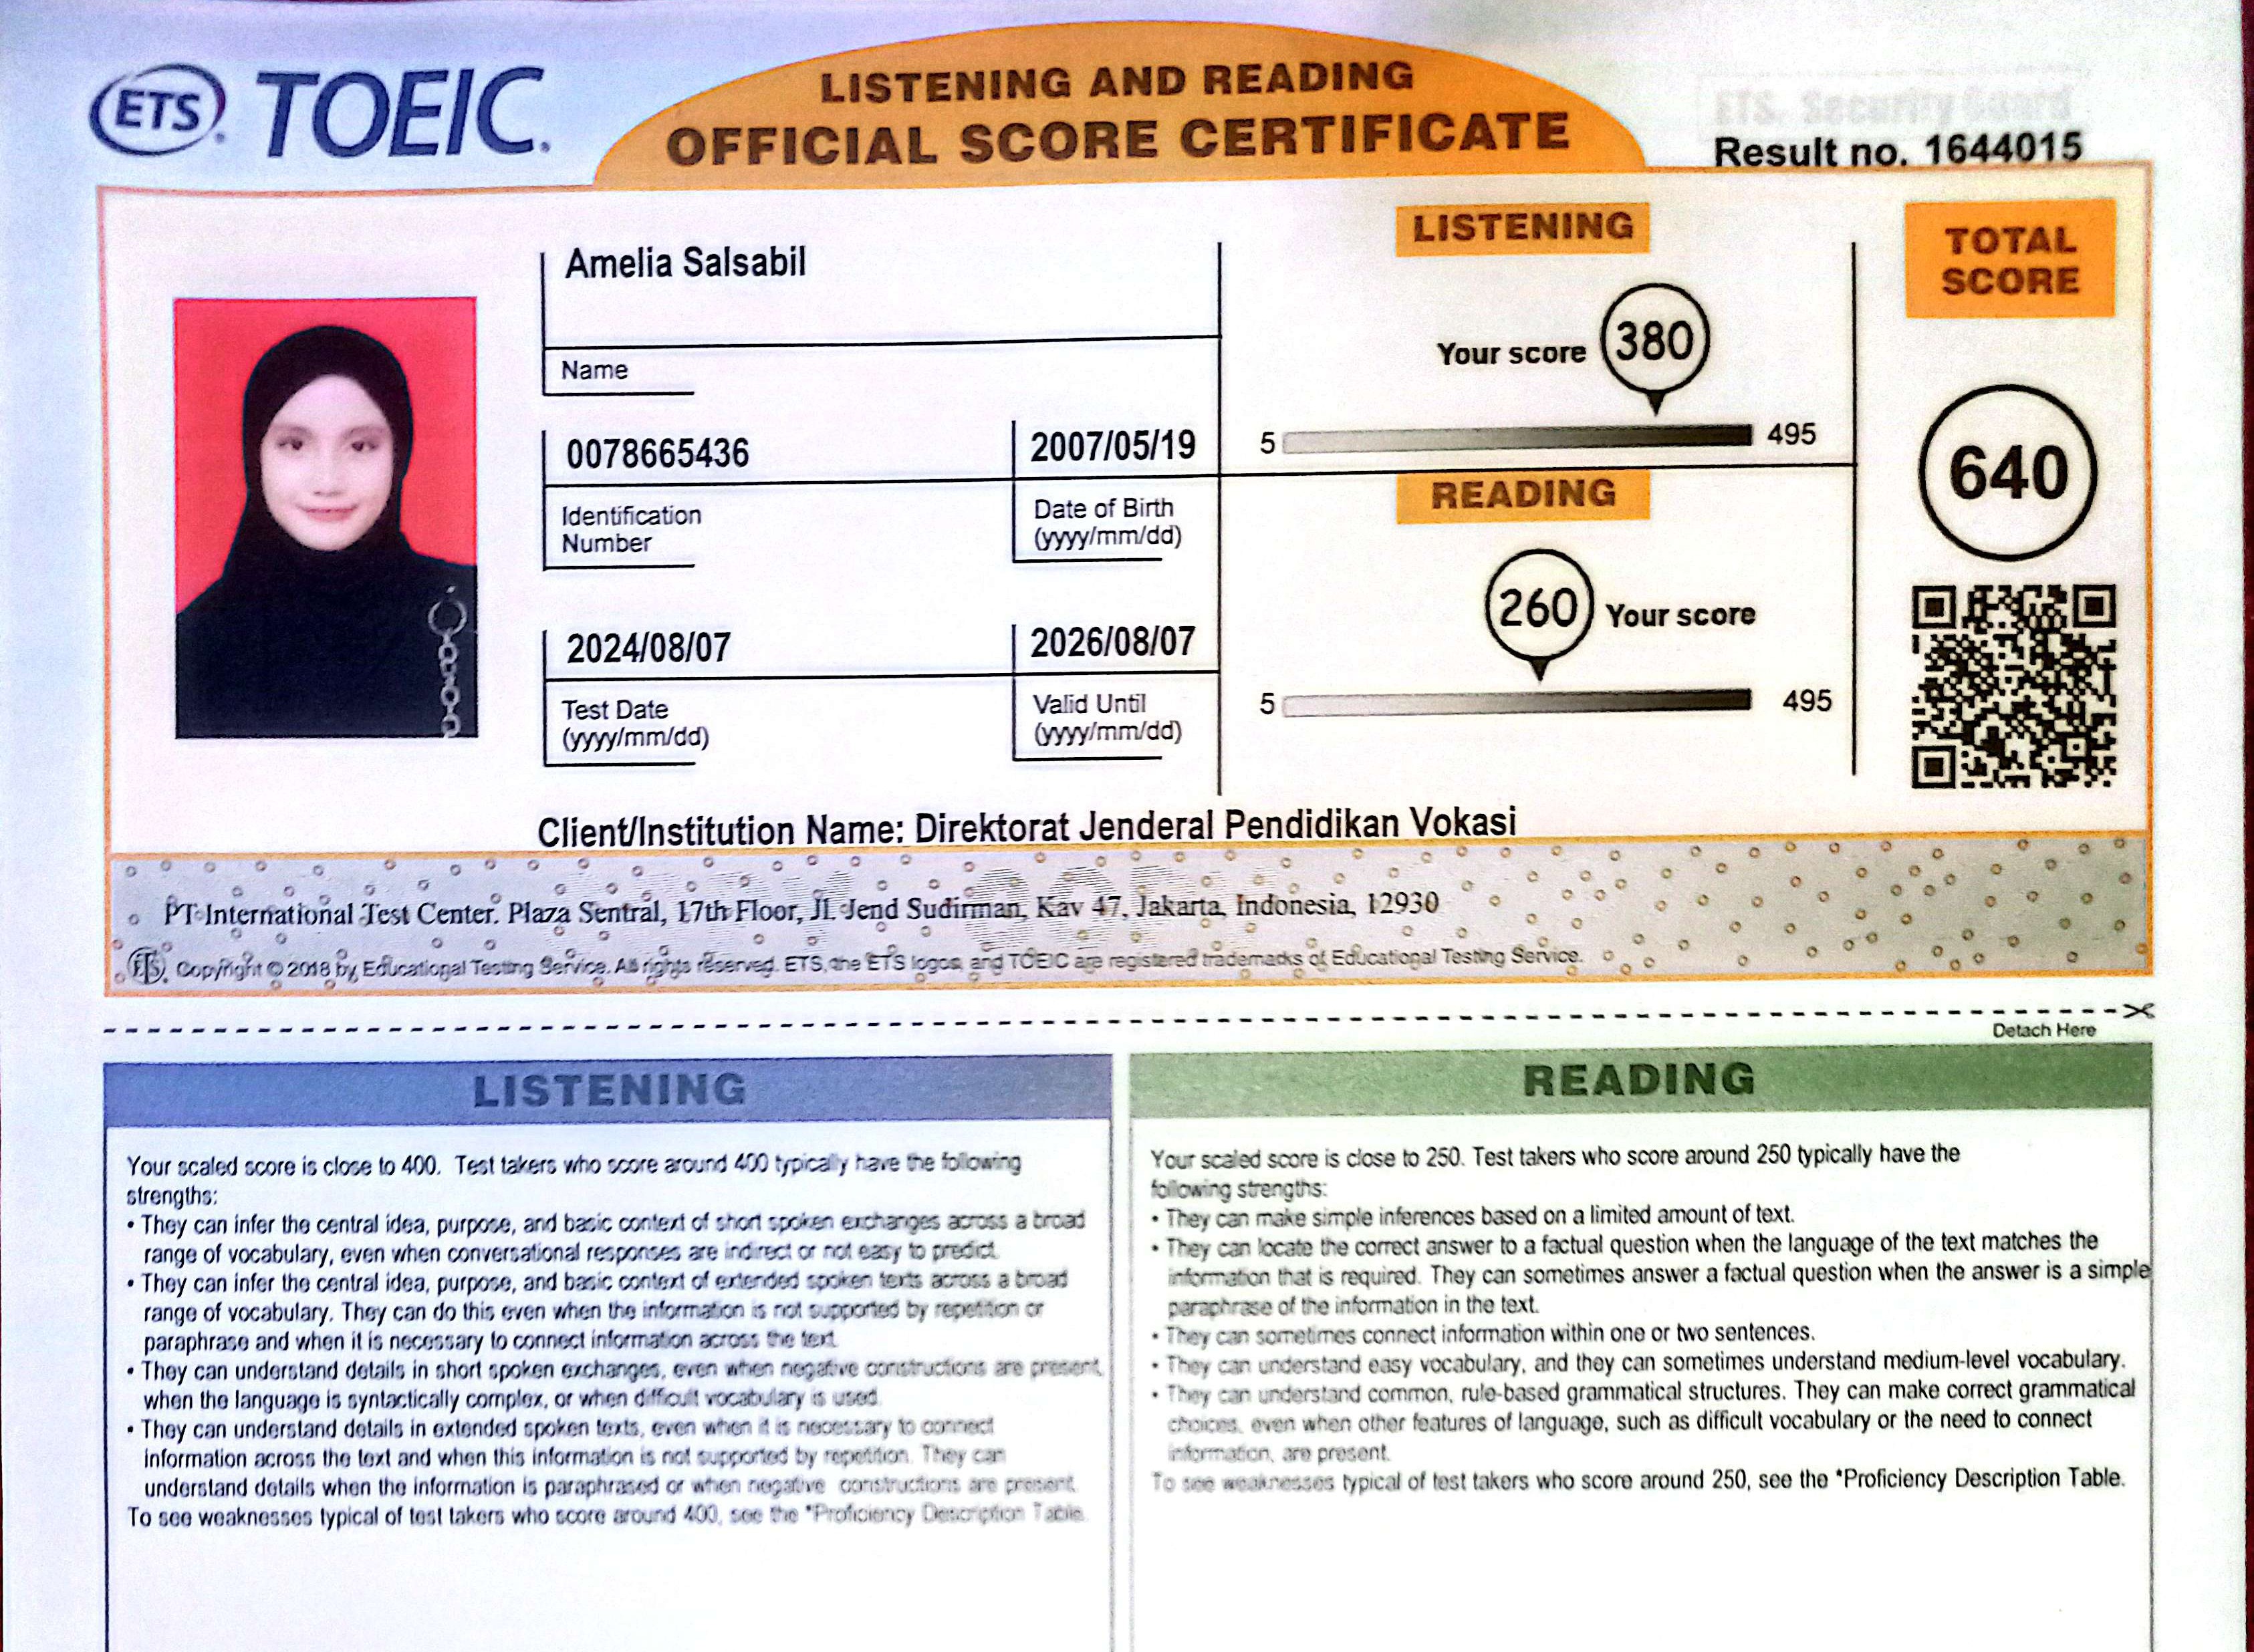 ETS® TOEIC®
LISTENING AND READING
OFFICIAL SCORE CERTIFICATE
ETS. Security Guard
Result no. 1644015
Amelia Salsabil
Name
0078665436
Identification
Number
2007/05/19
Date of Birth
(yyyy/mm/dd)
2024/08/07
Test Date
(yyyy/mm/dd)
2026/08/07
Valid Until
(yyyy/mm/dd)
LISTENING
Your score 380
5 495
READING
260 Your score
5 495
TOTAL
SCORE
640
Client/Institution Name: Direktorat Jenderal Pendidikan Vokasi
PT International Test Center. Plaza Sentral, 17th Floor, Jl. Jend Sudirman, Kav 47, Jakarta, Indonesia, 12930
ETS. Copyright © 2018 by Educational Testing Service. All rights reserved. ETS, the ETS logos, and TOEIC are registered trademarks of Educational Testing Service.
Detach Here
LISTENING
Your scaled score is close to 400. Test takers who score around 400 typically have the following
strengths:
• They can infer the central idea, purpose, and basic context of short spoken exchanges across a broad
range of vocabulary, even when conversational responses are indirect or not easy to predict.
• They can infer the central idea, purpose, and basic context of extended spoken texts across a broad
range of vocabulary. They can do this even when the information is not supported by repetition or
paraphrase and when it is necessary to connect information across the text.
• They can understand details in short spoken exchanges, even when negative constructions are present,
when the language is syntactically complex, or when difficult vocabulary is used.
• They can understand details in extended spoken texts, even when it is necessary to connect
information across the text and when this information is not supported by repetition. They can
understand details when the information is paraphrased or when negative constructions are present.
To see weaknesses typical of test takers who score around 400, see the *Proficiency Description Table.
READING
Your scaled score is close to 250. Test takers who score around 250 typically have the
following strengths:
• They can make simple inferences based on a limited amount of text.
• They can locate the correct answer to a factual question when the language of the text matches the
information that is required. They can sometimes answer a factual question when the answer is a simple
paraphrase of the information in the text.
• They can sometimes connect information within one or two sentences.
• They can understand easy vocabulary, and they can sometimes understand medium-level vocabulary.
• They can understand common, rule-based grammatical structures. They can make correct grammatical
choices, even when other features of language, such as difficult vocabulary or the need to connect
information, are present.
To see weaknesses typical of test takers who score around 250, see the *Proficiency Description Table.